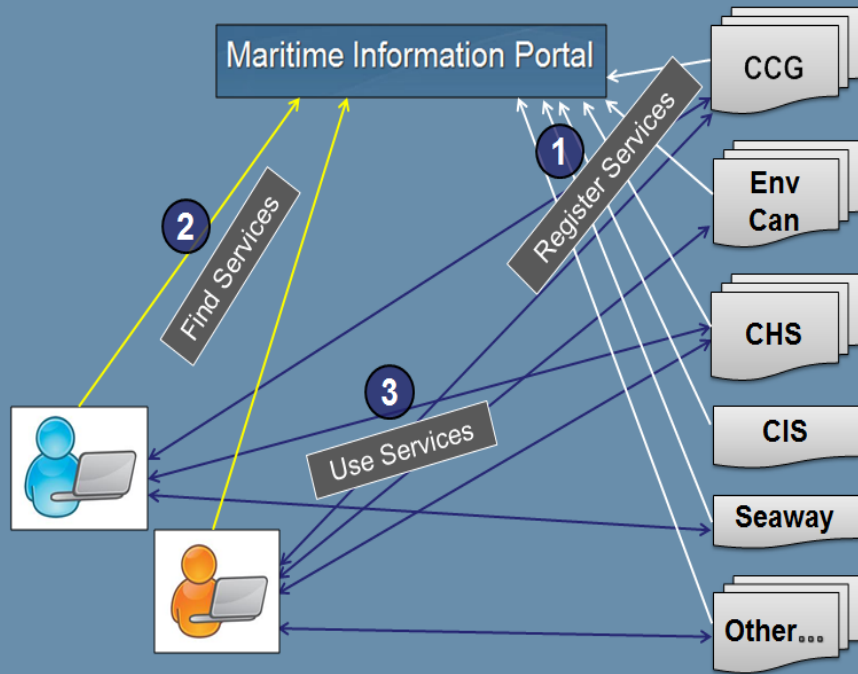 Maritime Information Portal
CCG
1
Register Services
Env
Can
2
Find Services
CHS
3
Use Services
CIS
Seaway
Other...